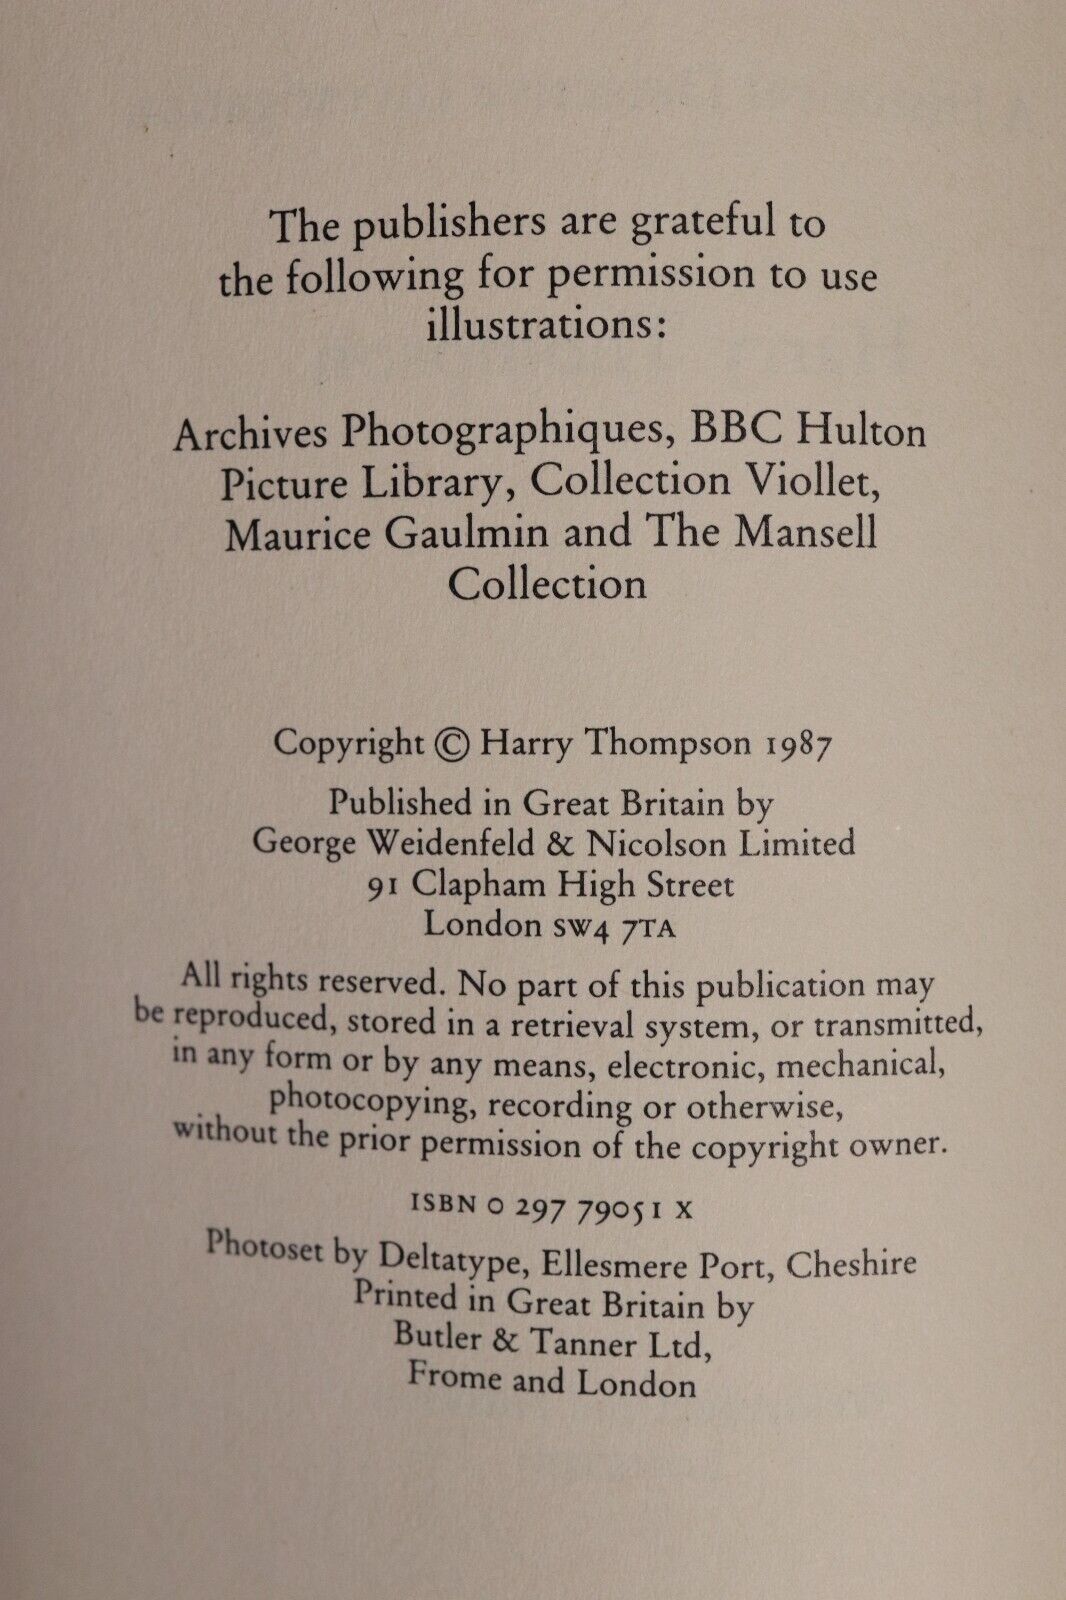 The publishers are grateful to
the following for permission to use
illustrations:
Archives Photographiques, BBC Hulton
Picture Library, Collection Viollet,
Maurice Gaulmin and The Mansell
Collection
Copyright © Harry Thompson 1987
Published in Great Britain by
George Weidenfeld & Nicolson Limited
91 Clapham High Street
London SW4 7TA
All rights reserved. No part of this publication may
be reproduced, stored in a retrieval system, or transmitted,
in any form or by any means, electronic, mechanical,
photocopying, recording or otherwise,
without the prior permission of the copyright owner.
ISBN 0 297 79051 X
Photoset by Deltatype, Ellesmere Port, Cheshire
Printed in Great Britain by
Butler & Tanner Ltd,
Frome and London